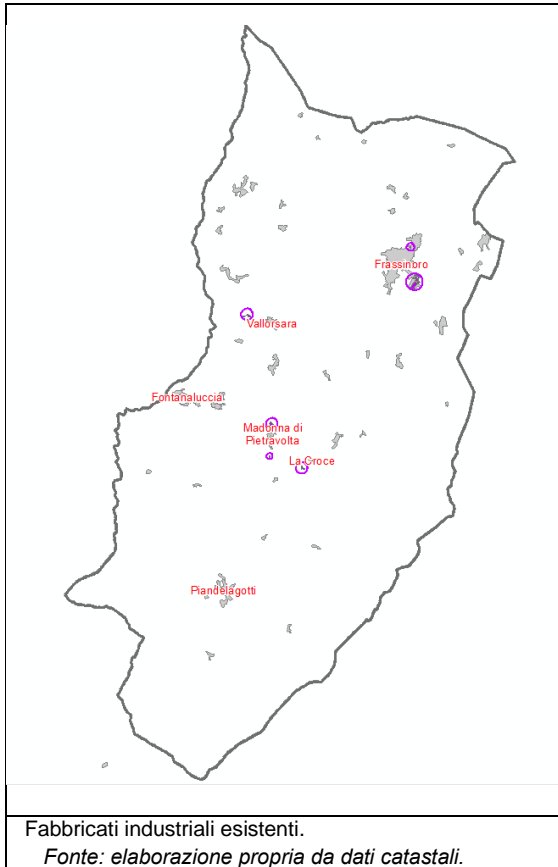 Frassinoro
Vallorsara
Fontanaluccia
Madonna di
Pietravolta
La Croce
Piandelagotti
Fabbricati industriali esistenti.
Fonte: elaborazione propria da dati catastali.